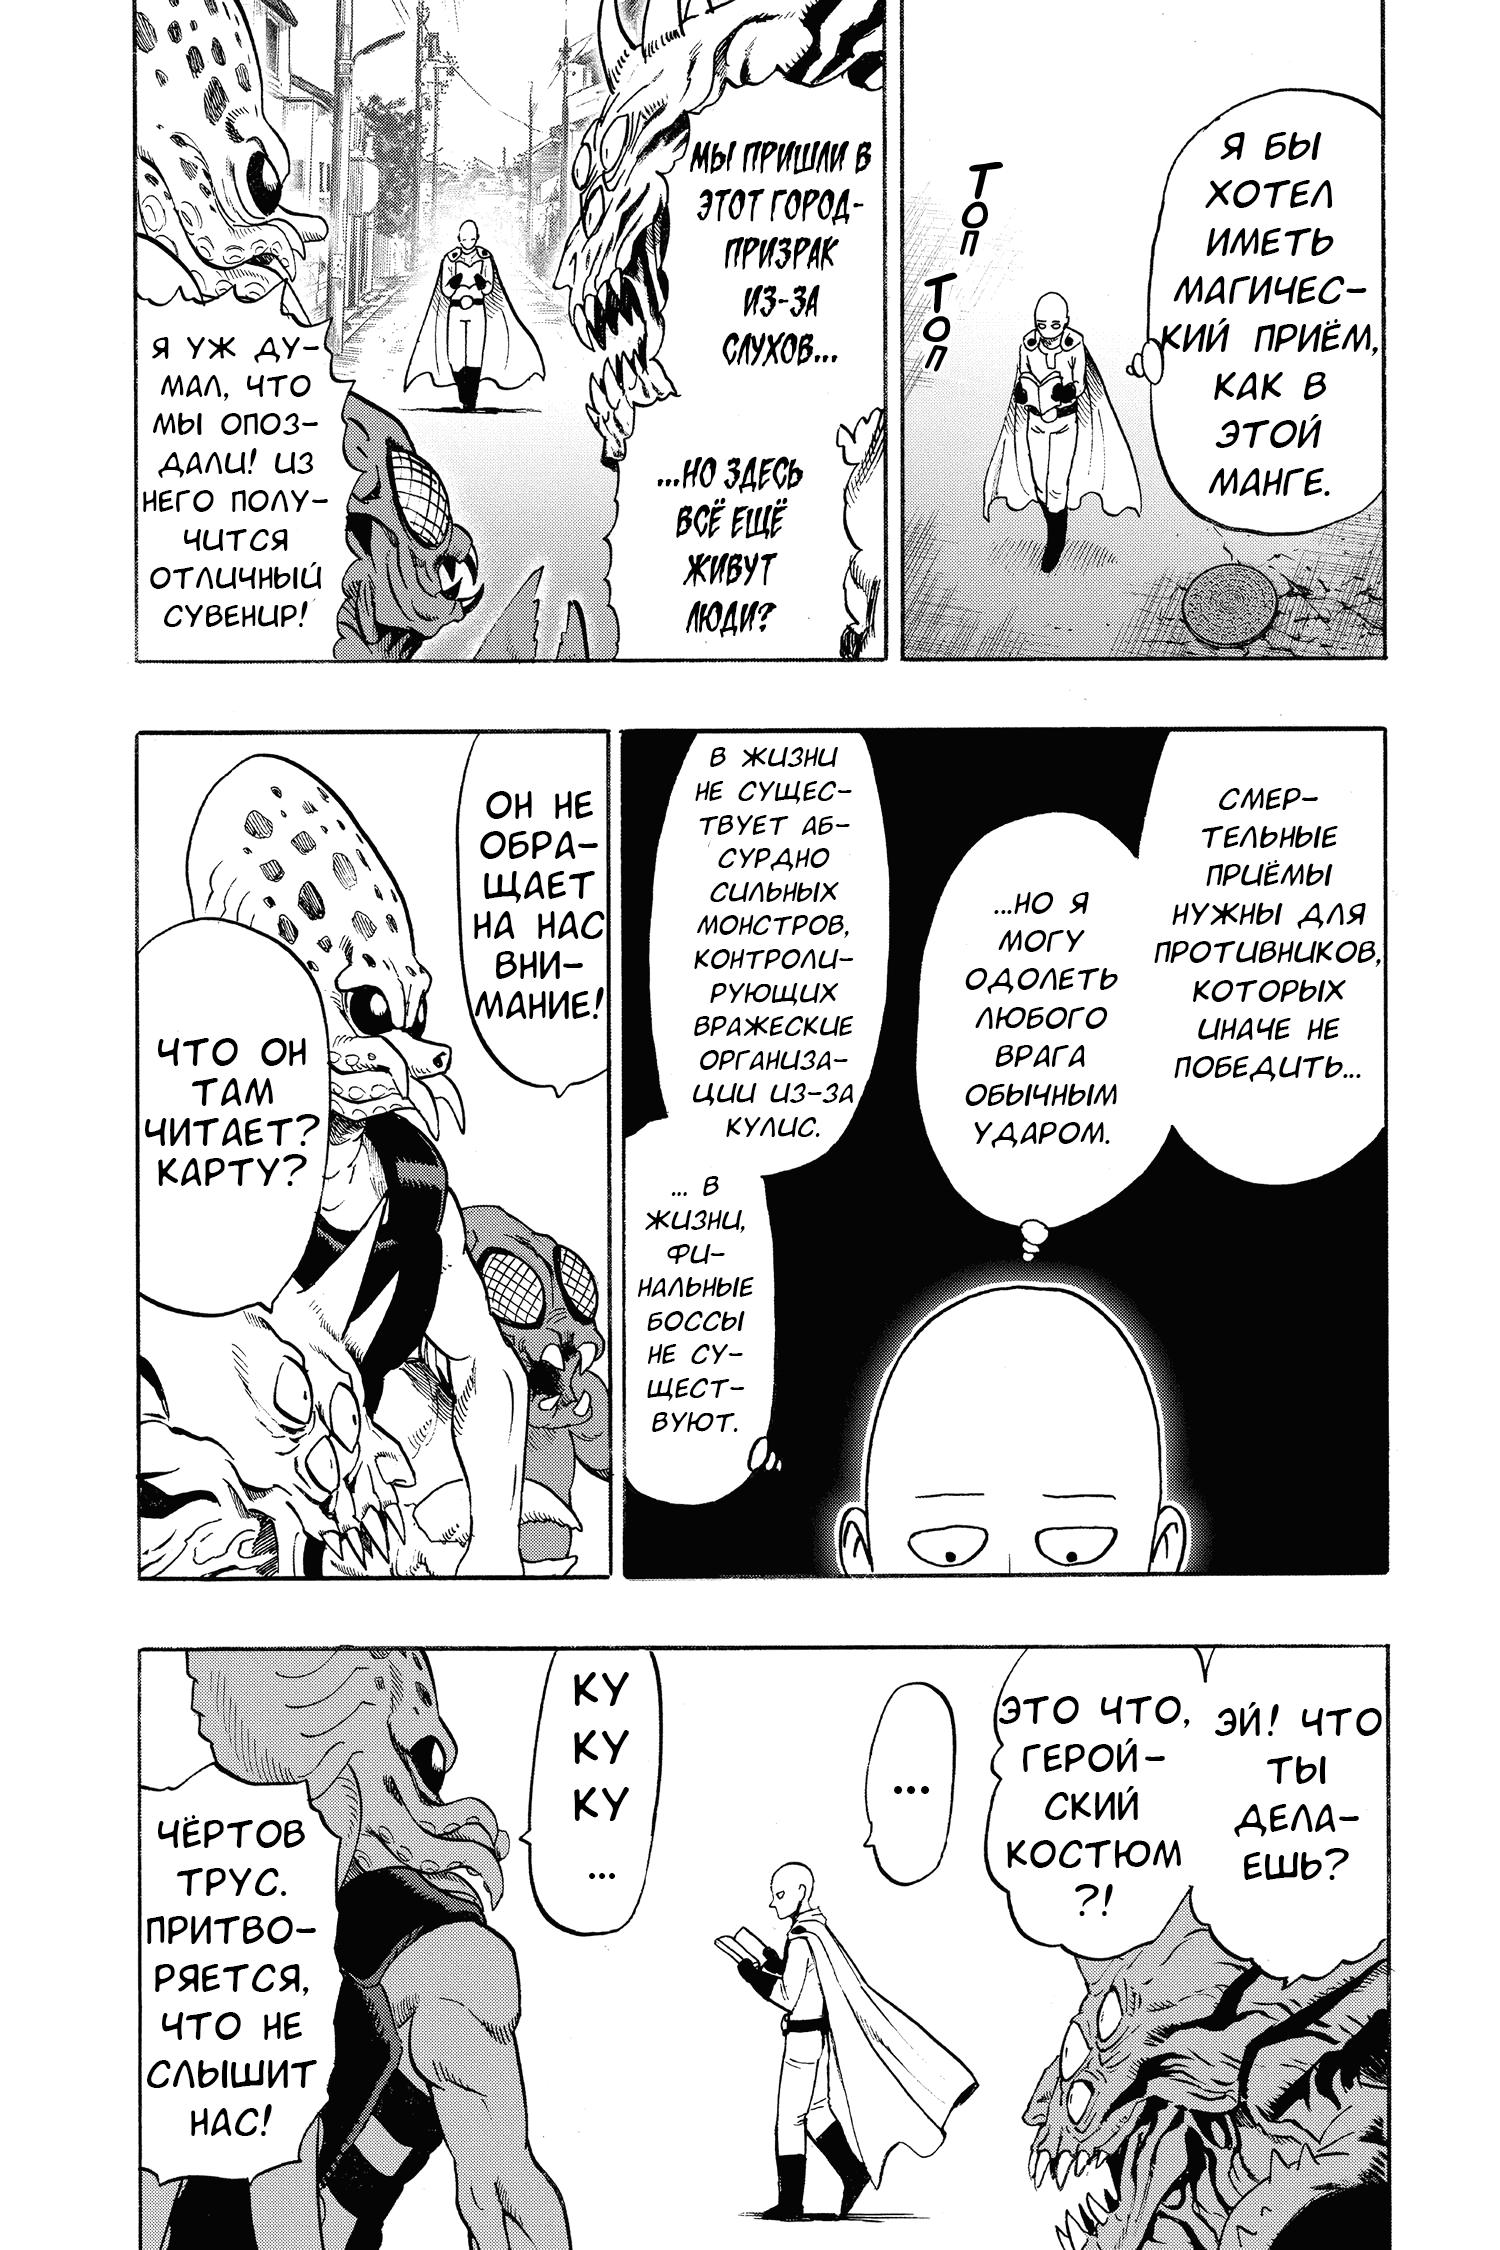 Я БЫ
ХОТЕЛ
ИМЕТЬ
МАГИЧЕС-
КИЙ ПРИЁМ,
КАК В
ЭТОЙ
МАНГЕ.
ТОП
ТОП
МЫ ПРИШЛИ В
ЭТОТ ГОРОД-
ПРИЗРАК
ИЗ-ЗА
СЛУХОВ...
...НО ЗДЕСЬ
ВСЁ ЕЩЁ
ЖИВУТ
ЛЮДИ?
Я УЖ ДУ-
МАЛ, ЧТО
МЫ ОПОЗ-
ДАЛИ! ИЗ
НЕГО ПОЛУ-
ЧИТСЯ
ОТЛИЧНЫЙ
СУВЕНИР!
СМЕР-
ТЕЛЬНЫЕ
ПРИЁМЫ
НУЖНЫ ДЛЯ
ПРОТИВНИКОВ,
КОТОРЫХ
ИНАЧЕ НЕ
ПОБЕДИТЬ...
...НО Я
МОГУ
ОДОЛЕТЬ
ЛЮБОГО
ВРАГА
ОБЫЧНЫМ
УДАРОМ.
В ЖИЗНИ
НЕ СУЩЕС-
ТВУЕТ АБ-
СУРДНО
СИЛЬНЫХ
МОНСТРОВ,
КОНТРОЛИ-
РУЮЩИХ
ВРАЖЕСКИЕ
ОРГАНИЗА-
ЦИИ ИЗ-ЗА
КУЛИС.
... В
ЖИЗНИ,
ФИ-
НАЛЬНЫЕ
БОССЫ
НЕ СУ-
ЩЕСТ-
ВУЮТ.
ОН НЕ
ОБРА-
ЩАЕТ
НА НАС
ВНИ-
МАНИЕ!
ЧТО ОН
ТАМ
ЧИТАЕТ?
КАРТУ?
ЭЙ! ЧТО
ТЫ
ДЕЛА-
ЕШЬ?
ЭТО ЧТО,
ГЕРОЙ-
СКИЙ
КОСТЮМ
?!
...
КУ
КУ
КУ
...
ЧЁРТОВ
ТРУС.
ПРИТВО-
РЯЕТСЯ,
ЧТО НЕ
СЛЫШИТ
НАС!